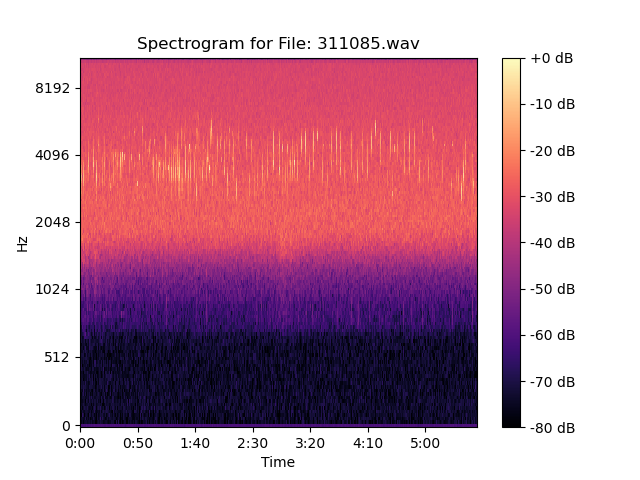 Spectrogram for File: 311085.wav
8192
4096
2048
1024
512
0
Hz
0:00 0:50 1:40 2:30 3:20 4:10 5:00
Time
+0 dB
-10 dB
-20 dB
-30 dB
-40 dB
-50 dB
-60 dB
-70 dB
-80 dB